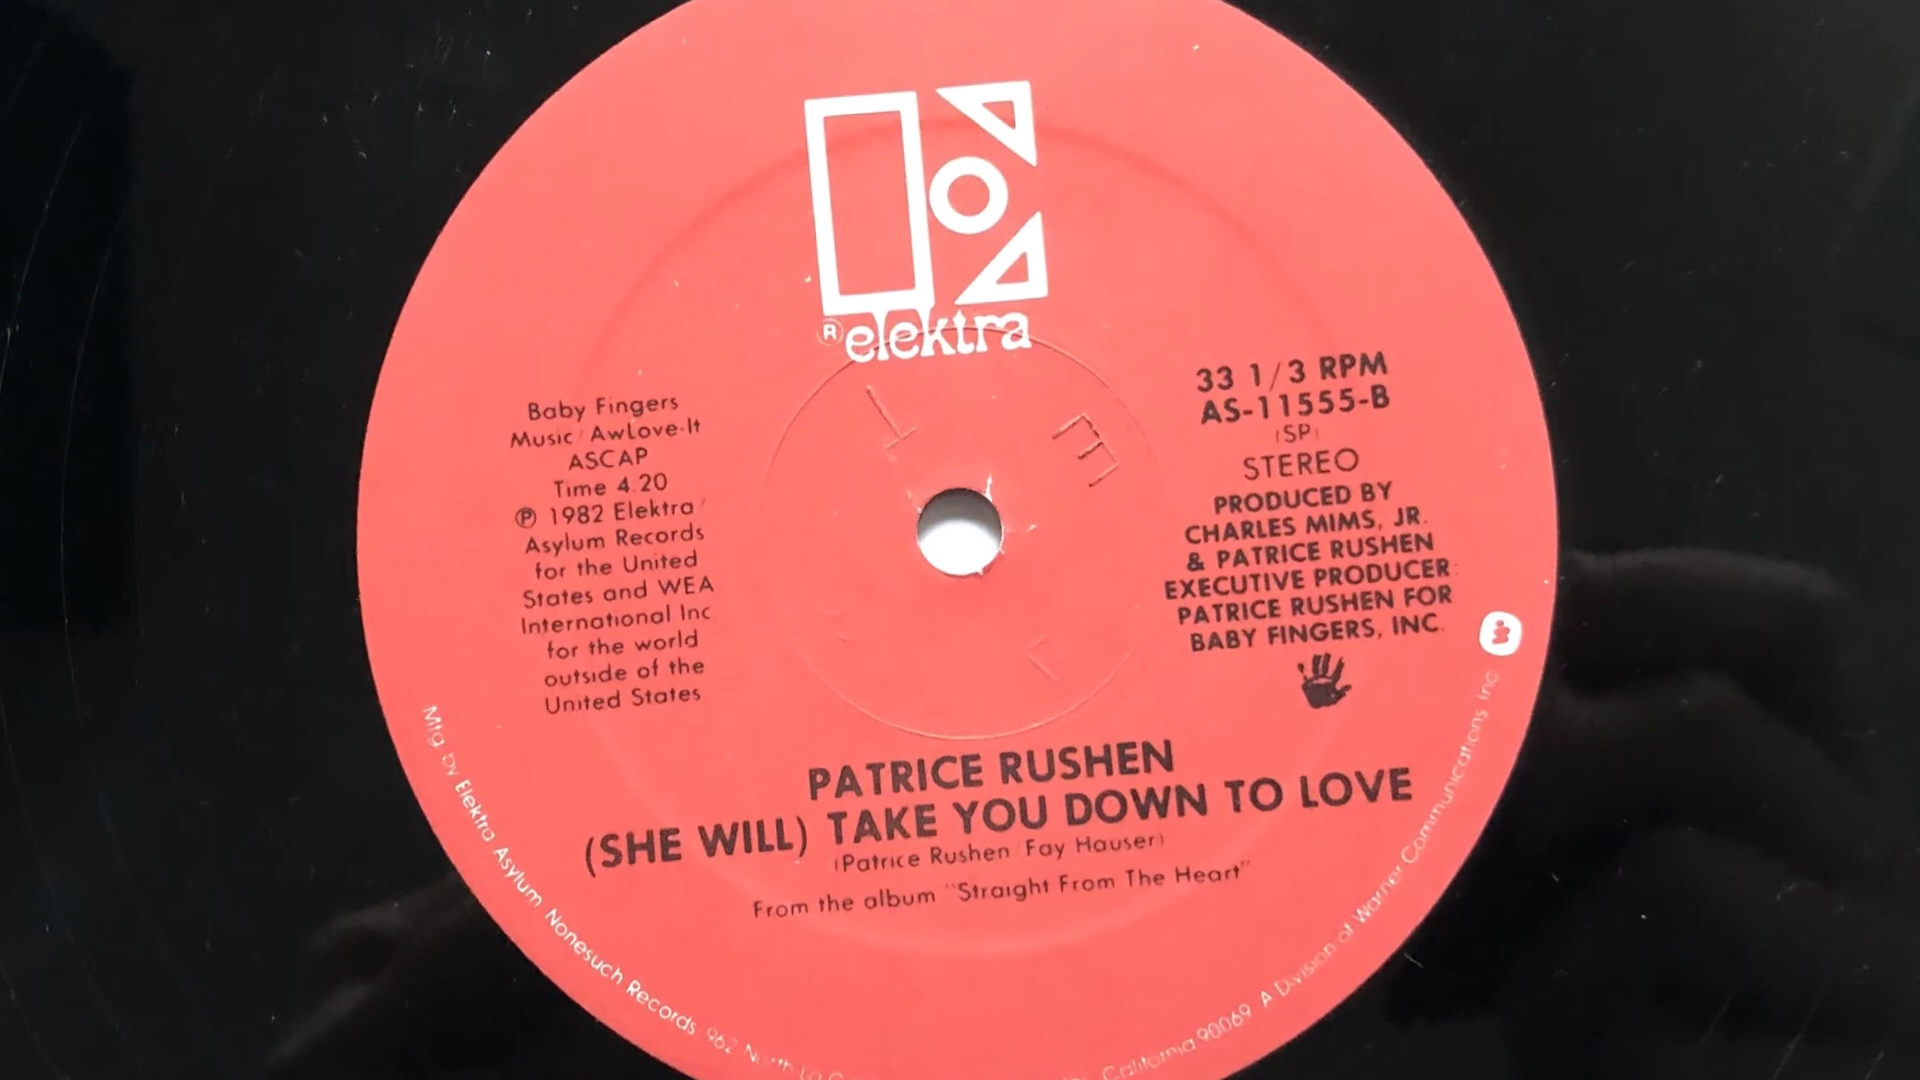 ® elektra
Baby Fingers
Music/AwLove-It
ASCAP
Time 4:20
℗ 1982 Elektra/
Asylum Records
for the United
States and WEA
International Inc.
for the world
outside of the
United States
33 1/3 RPM
AS-11555-B
(SP)
STEREO
PRODUCED BY
CHARLES MIMS, JR.
& PATRICE RUSHEN
EXECUTIVE PRODUCER:
PATRICE RUSHEN FOR
BABY FINGERS, INC.
PATRICE RUSHEN
(SHE WILL) TAKE YOU DOWN TO LOVE
(Patrice Rushen/Fay Hauser)
From the album "Straight From The Heart"
Mfg by Elektra/Asylum/Nonesuch Records 962 North La California 90069 A Division of Warner Communications Inc